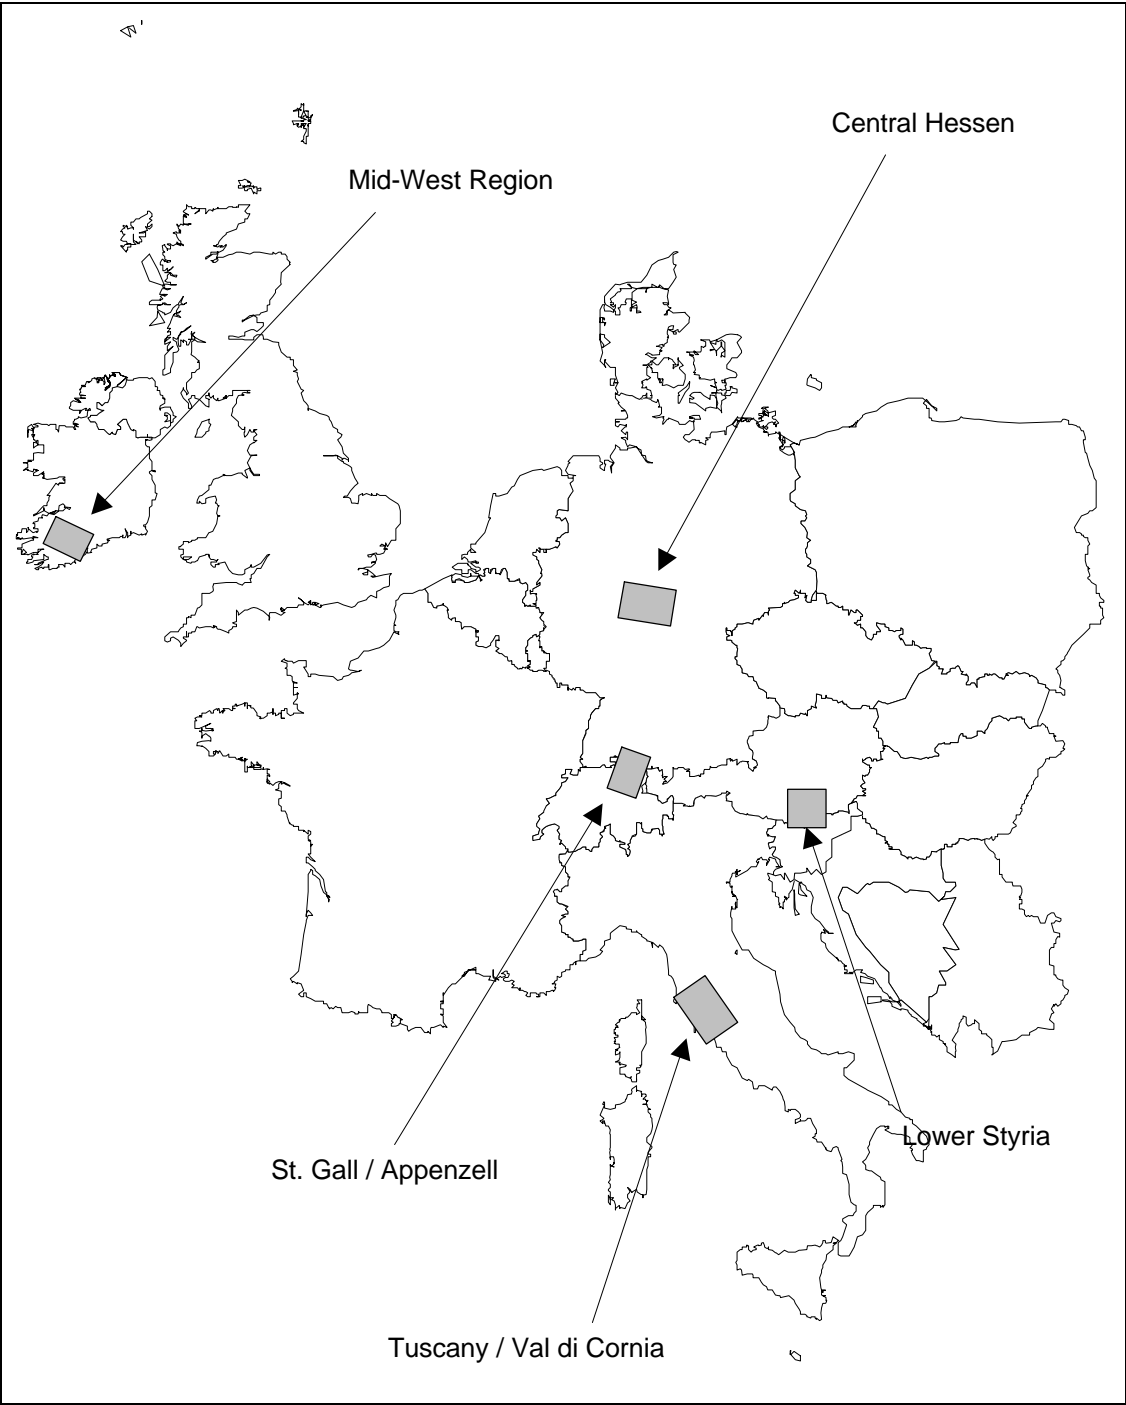 Central Hessen
Mid-West Region
Lower Styria
St. Gall / Appenzell
Tuscany / Val di Cornia